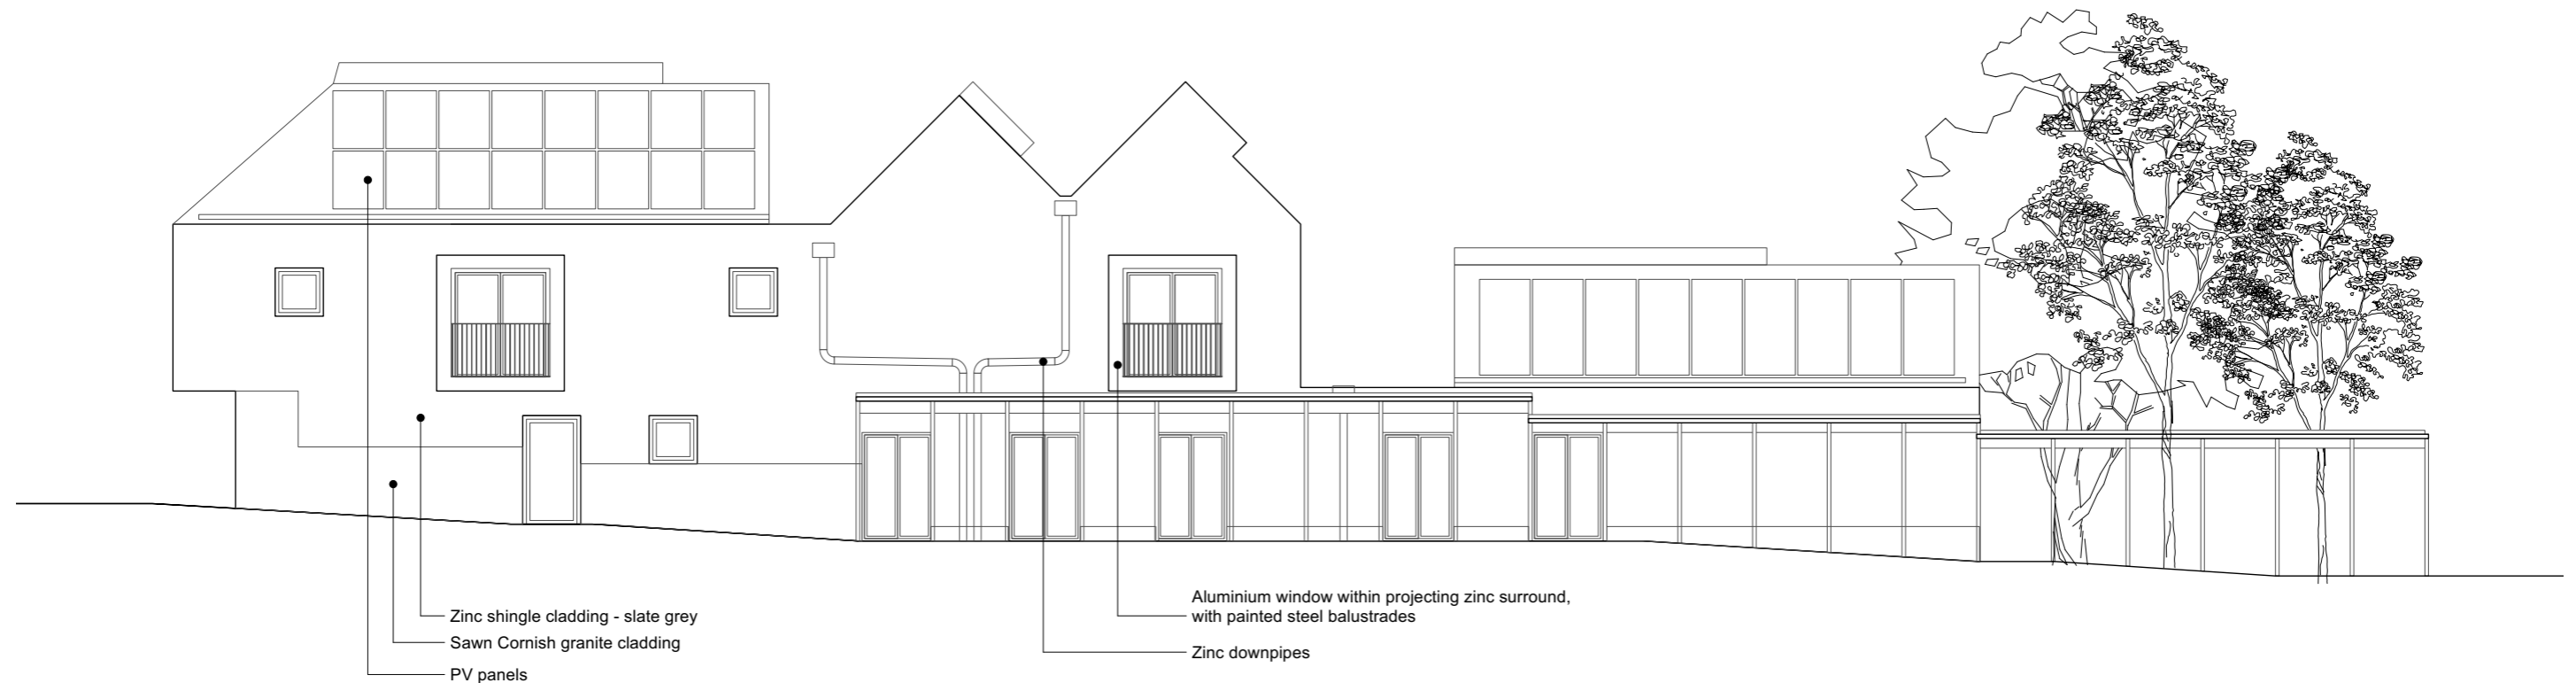 Zinc shingle cladding - slate grey
Sawn Cornish granite cladding
PV panels
Aluminium window within projecting zinc surround,
with painted steel balustrades
Zinc downpipes